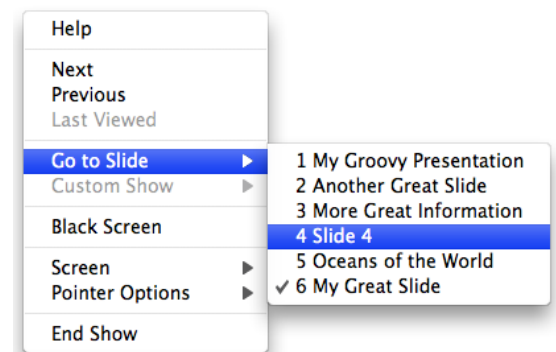 Help
Next
Previous
Last Viewed
Go to Slide
Custom Show
Black Screen
Screen
Pointer Options
End Show
1 My Groovy Presentation
2 Another Great Slide
3 More Great Information
4 Slide 4
5 Oceans of the World
✓ 6 My Great Slide